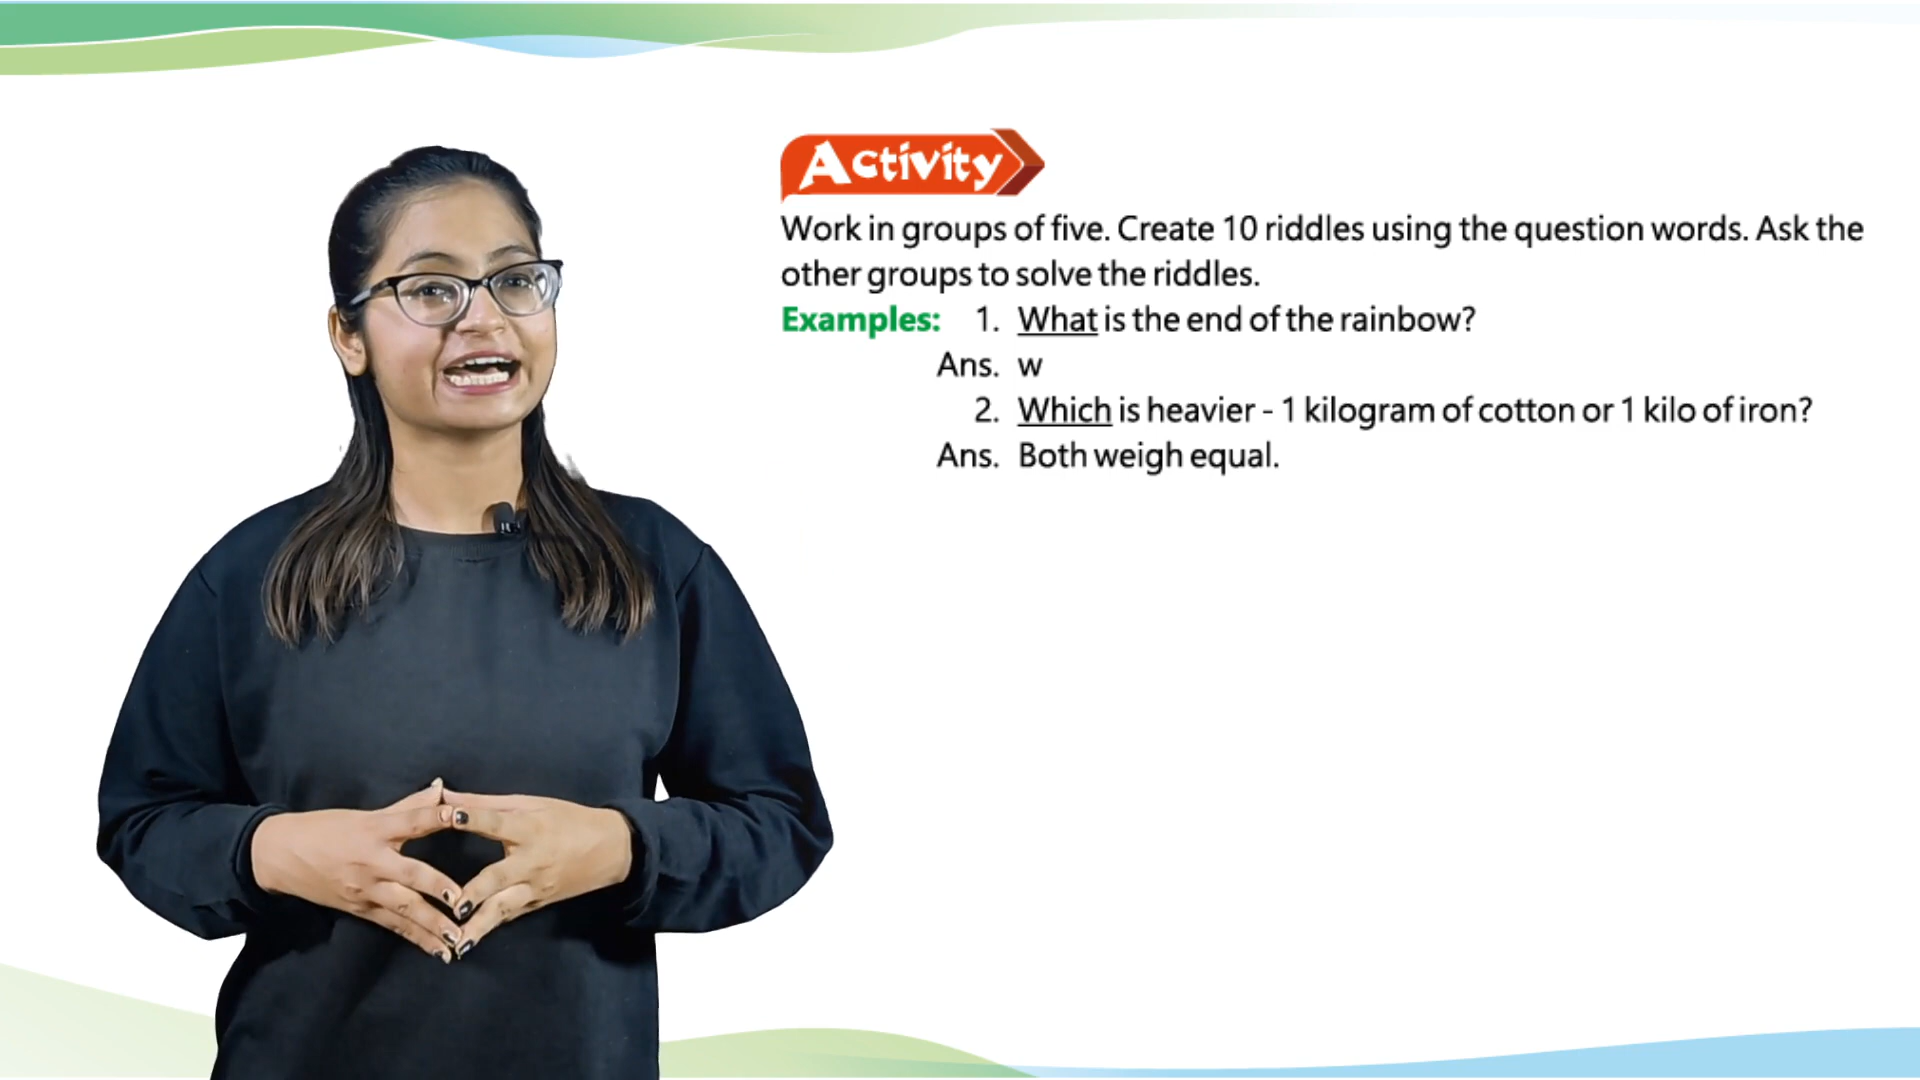 Activity
Work in groups of five. Create 10 riddles using the question words. Ask the
other groups to solve the riddles.
Examples: 1. What is the end of the rainbow?
Ans. w
2. Which is heavier - 1 kilogram of cotton or 1 kilo of iron?
Ans. Both weigh equal.